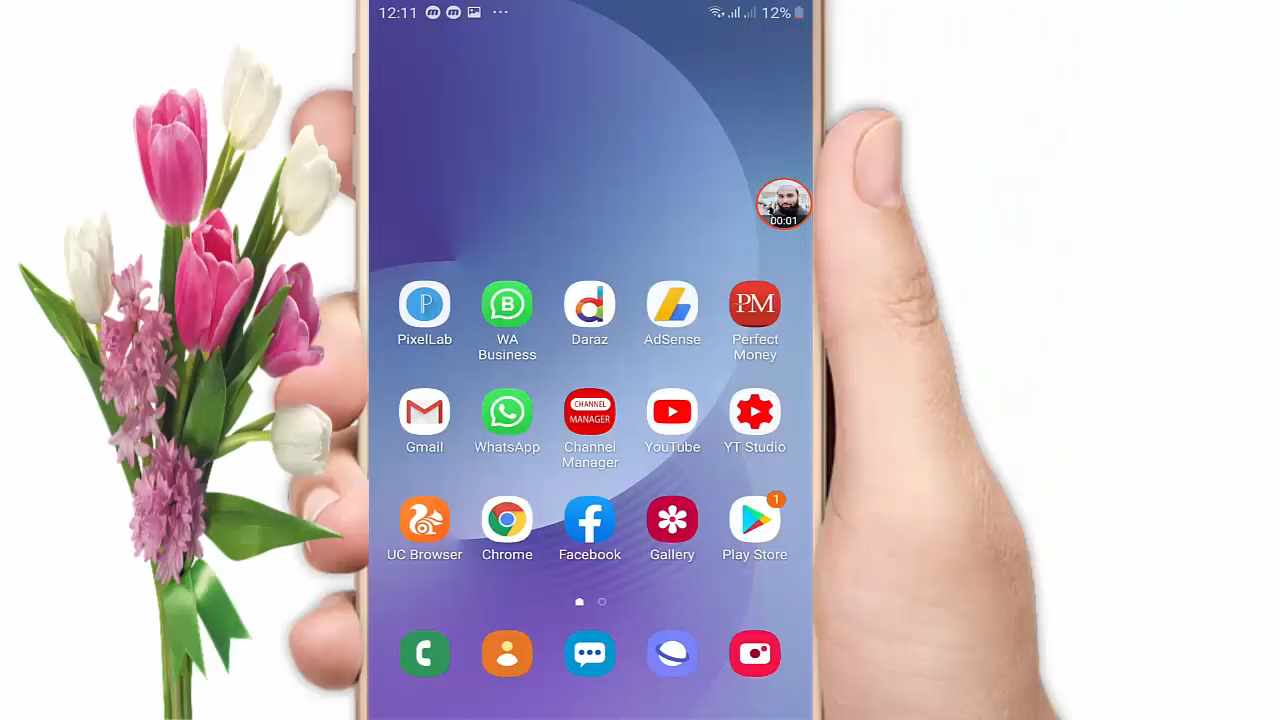 12:11
12%
00:01
PixelLab
WA Business
Daraz
AdSense
PM
Perfect Money
Gmail
WhatsApp
CHANNEL MANAGER
Channel Manager
YouTube
YT Studio
UC Browser
Chrome
Facebook
Gallery
1
Play Store